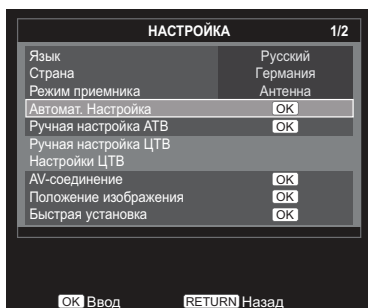 НАСТРОЙКА 1/2
Язык Русский
Страна Германия
Режим приемника Антенна
Автомат. Настройка OK
Ручная настройка АТВ OK
Ручная настройка ЦТВ
Настройки ЦТВ
AV-соединение OK
Положение изображения OK
Быстрая установка OK
OK Ввод RETURN Назад